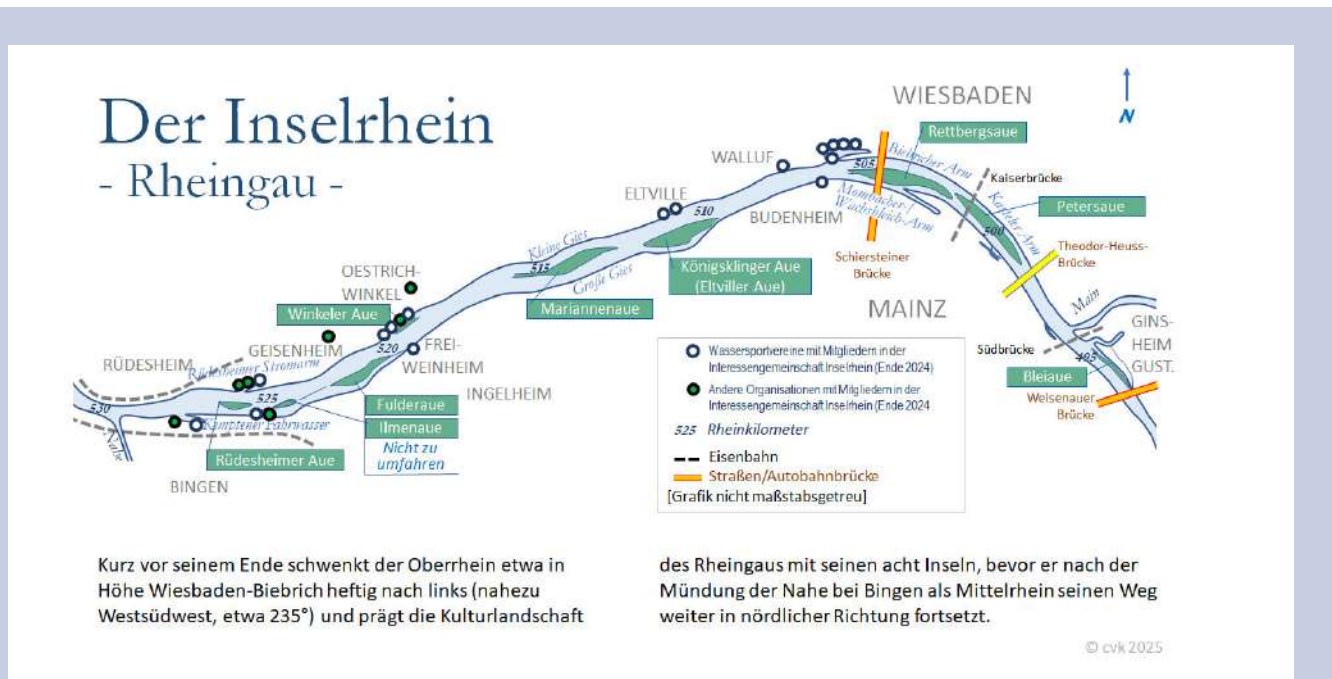 Der Inselrhein
- Rheingau -
WIESBADEN
N
Rettbergsaue
WALLUF
505
Biebricher Arm
Kaiserbrücke
Mombacher-/
Wachsbleich-Arm
ELTVILLE
510
BUDENHEIM
Petersaue
Kasteler Arm
500
Schiersteiner
Brücke
Theodor-Heuss-
Brücke
Kleine Gies
515
Große Gies
Königsklinger Aue
(Eltviller Aue)
OESTRICH-
WINKEL
Mariannenaue
MAINZ
Main
Winkeler Aue
GINS-
HEIM
GUST.
Südbrücke
495
Bleiaue
Weisenauer
Brücke
GEISENHEIM
520
FREI-
WEINHEIM
RÜDESHEIM
Rüdesheimer Stromarm
INGELHEIM
530
525
Fulderaue
Ilmenaue
Nicht zu
umfahren
Kemptener Fahrwasser
Nahe
Rüdesheimer Aue
BINGEN
Wassersportvereine mit Mitgliedern in der
Interessengemeinschaft Inselrhein (Ende 2024)
Andere Organisationen mit Mitgliedern in der
Interessengemeinschaft Inselrhein (Ende 2024
525 Rheinkilometer
Eisenbahn
Straßen/Autobahnbrücke
[Grafik nicht maßstabsgetreu]
Kurz vor seinem Ende schwenkt der Oberrhein etwa in
Höhe Wiesbaden-Biebrich heftig nach links (nahezu
Westsüdwest, etwa 235°) und prägt die Kulturlandschaft
des Rheingaus mit seinen acht Inseln, bevor er nach der
Mündung der Nahe bei Bingen als Mittelrhein seinen Weg
weiter in nördlicher Richtung fortsetzt.
© cvk 2025